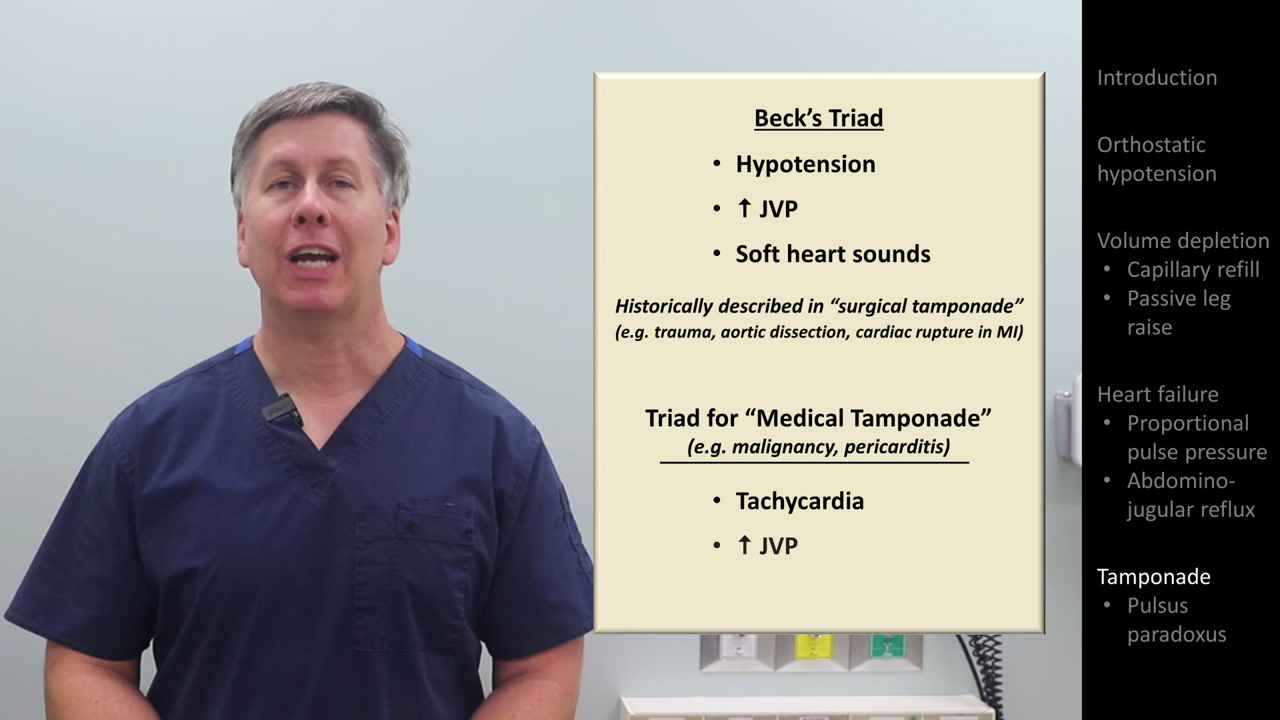 Beck’s Triad
• Hypotension
• ↑ JVP
• Soft heart sounds
Historically described in “surgical tamponade”
(e.g. trauma, aortic dissection, cardiac rupture in MI)
Triad for “Medical Tamponade”
(e.g. malignancy, pericarditis)
• Tachycardia
• ↑ JVP
Introduction
Orthostatic
hypotension
Volume depletion
• Capillary refill
• Passive leg
raise
Heart failure
• Proportional
pulse pressure
• Abdomino-
jugular reflux
Tamponade
• Pulsus
paradoxus